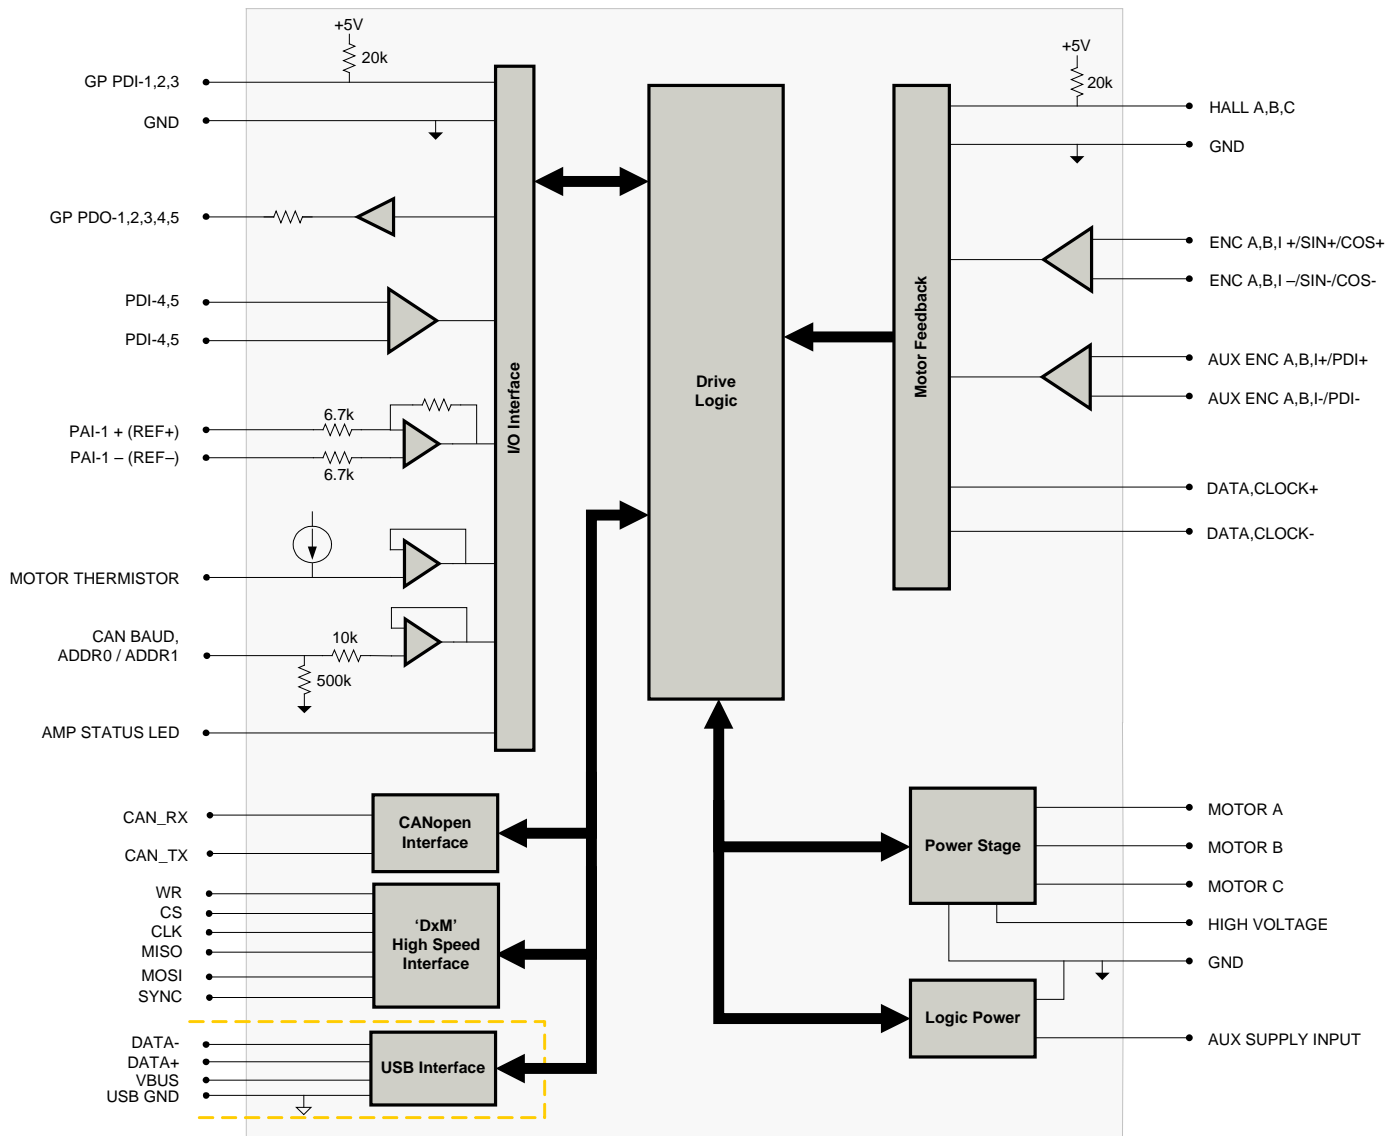 +5V
20k
GP PDI-1,2,3
GND
GP PDO-1,2,3,4,5
PDI-4,5
PDI-4,5
6.7k
PAI-1 + (REF+)
PAI-1 – (REF–)
6.7k
MOTOR THERMISTOR
CAN BAUD,
ADDR0 / ADDR1
10k
500k
AMP STATUS LED
I/O Interface
CAN_RX
CAN_TX
CANopen
Interface
WR
CS
CLK
MISO
MOSI
SYNC
‘DxM’
High Speed
Interface
DATA-
DATA+
VBUS
USB GND
USB Interface
Drive
Logic
Motor Feedback
+5V
20k
HALL A,B,C
GND
ENC A,B,I +/SIN+/COS+
ENC A,B,I –/SIN-/COS-
AUX ENC A,B,I+/PDI+
AUX ENC A,B,I-/PDI-
DATA,CLOCK+
DATA,CLOCK-
Power Stage
MOTOR A
MOTOR B
MOTOR C
HIGH VOLTAGE
GND
Logic Power
AUX SUPPLY INPUT